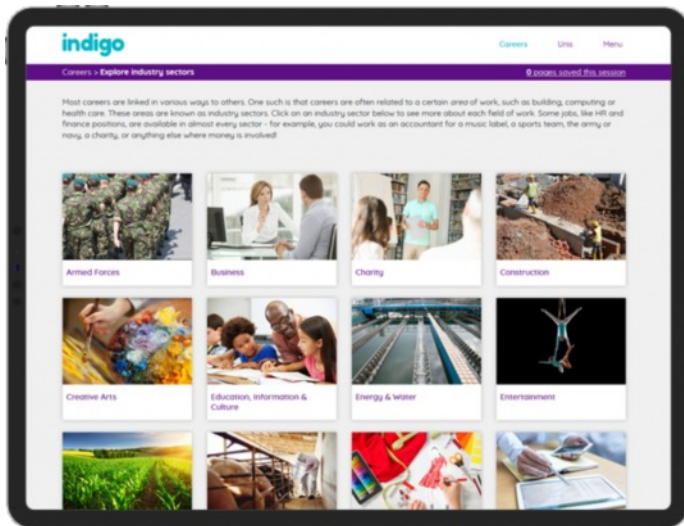 indigo
Careers Unis Menu
Careers > Explore industry sectors 0 pages saved this session
Most careers are linked in various ways to others. One such is that careers are often related to a certain area of work, such as building, computing or
health care. These areas are known as industry sectors. Click on an industry sector below to see more about each field of work. Some jobs, like HR and
finance positions, are available in almost every sector - for example, you could work as an accountant for a music label, a sports team, the army or
navy, a charity, or anything else where money is involved!
Armed Forces
Business
Charity
Construction
Creative Arts
Education, Information &
Culture
Energy & Water
Entertainment